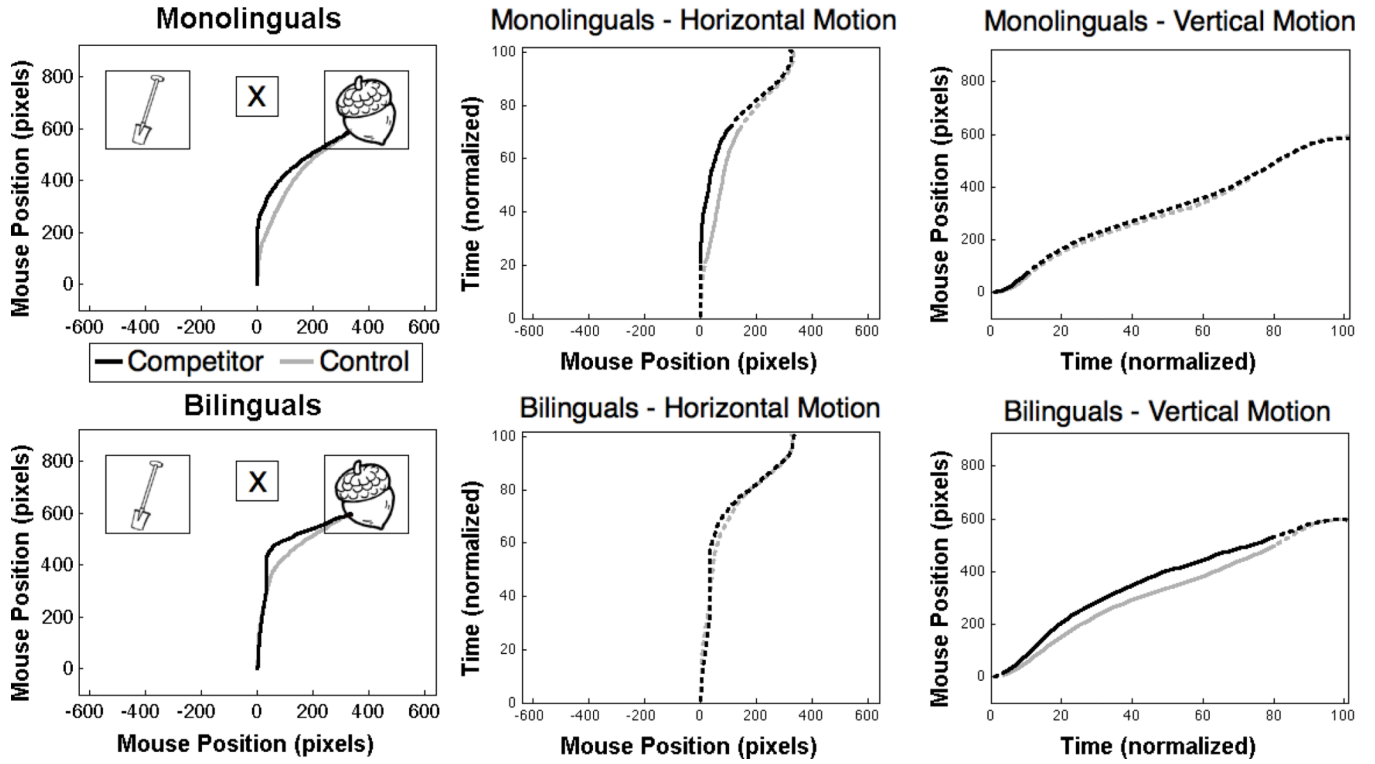 Monolinguals
Mouse Position (pixels)
800
600
400
200
0
X
-600 -400 -200 0 200 400 600
Monolinguals - Horizontal Motion
Time (normalized)
100
80
60
40
20
0
-600 -400 -200 0 200 400 600
Mouse Position (pixels)
Monolinguals - Vertical Motion
Mouse Position (pixels)
800
600
400
200
0
0 20 40 60 80 100
Time (normalized)
Competitor Control
Bilinguals
Mouse Position (pixels)
800
600
400
200
0
X
-600 -400 -200 0 200 400 600
Mouse Position (pixels)
Bilinguals - Horizontal Motion
Time (normalized)
100
80
60
40
20
0
-600 -400 -200 0 200 400 600
Mouse Position (pixels)
Bilinguals - Vertical Motion
Mouse Position (pixels)
800
600
400
200
0
0 20 40 60 80 100
Time (normalized)